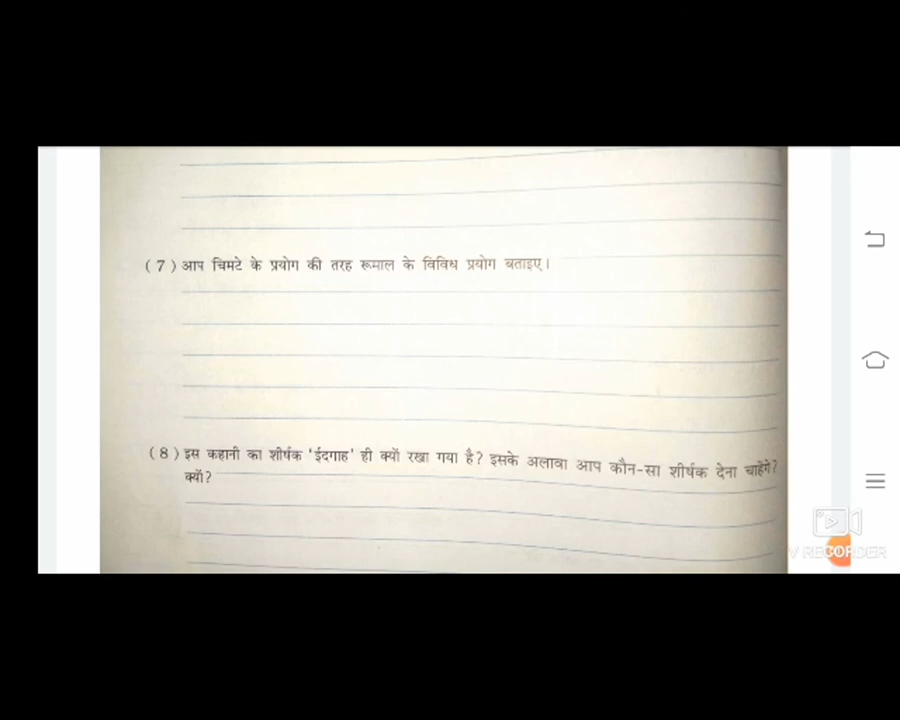 (7) आप चिमटे के प्रयोग की तरह रूमाल के विविध प्रयोग बताइए।
(8) इस कहानी का शीर्षक 'ईदगाह' ही क्यों रखा गया है? इसके अलावा आप कौन-सा शीर्षक देना चाहेंगे?
क्यों?
V RECORDER